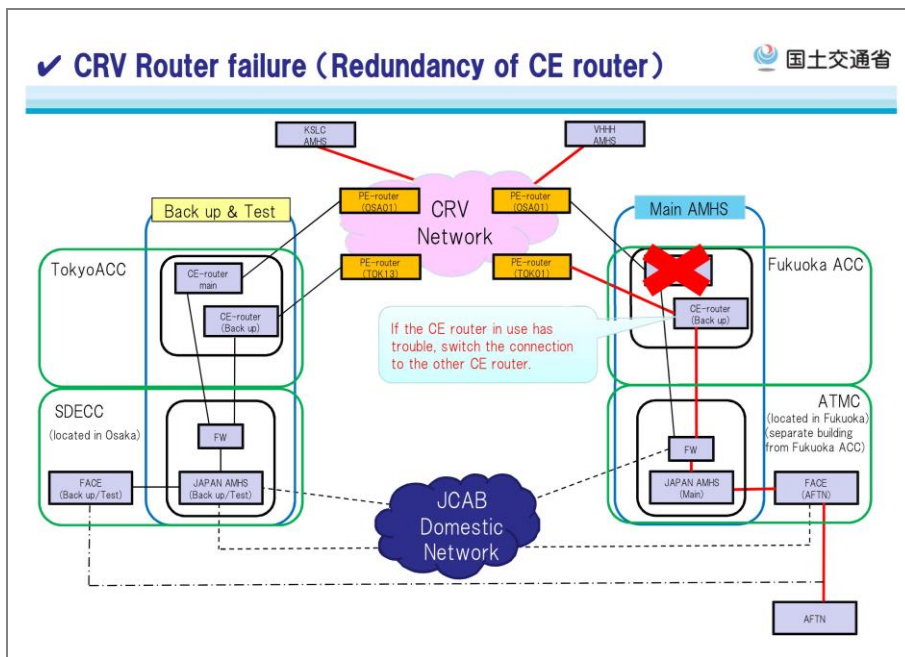 ✔ CRV Router failure（Redundancy of CE router）
国土交通省
KSLC
AMHS
VHHH
AMHS
PE-router
(OSA01)
PE-router
(OSA01)
CRV
Network
Back up & Test
Main AMHS
TokyoACC
Fukuoka ACC
CE-router
main
PE-router
(TOK13)
PE-router
(TOK01)
CE-router
(Back up)
CE-router
(Back up)
If the CE router in use has
trouble, switch the connection
to the other CE router.
SDECC
(located in Osaka)
ATMC
(located in Fukuoka)
(separate building
from Fukuoka ACC)
FW
FW
FACE
(Back up/Test)
JAPAN AMHS
(Back up/Test)
JCAB
Domestic
Network
JAPAN AMHS
(Main)
FACE
(AFTN)
AFTN